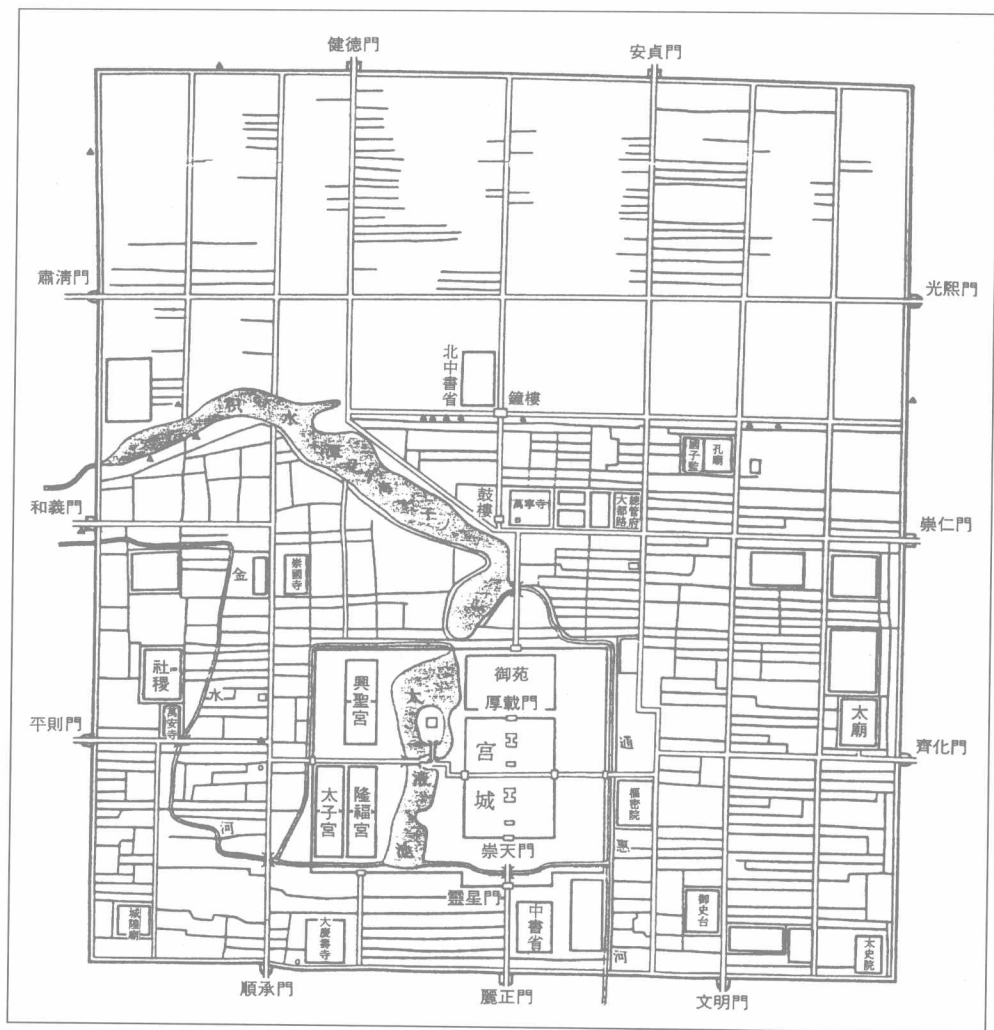 健德門
安貞門
肅清門
光熙門
北中書省
鐘樓
积水潭
國子監
孔廟
鼓樓
萬寧寺
大都路
總管府
和義門
崇仁門
金
崇國寺
社稷
水
萬安寺
平則門
興聖宮
太液池
御苑
厚載門
宮城
通
太廟
齊化門
太子宮
隆福宮
崇天門
樞密院
河
惠
靈星門
城隍廟
大慶壽寺
中書省
御史台
河
太史院
順承門
麗正門
文明門